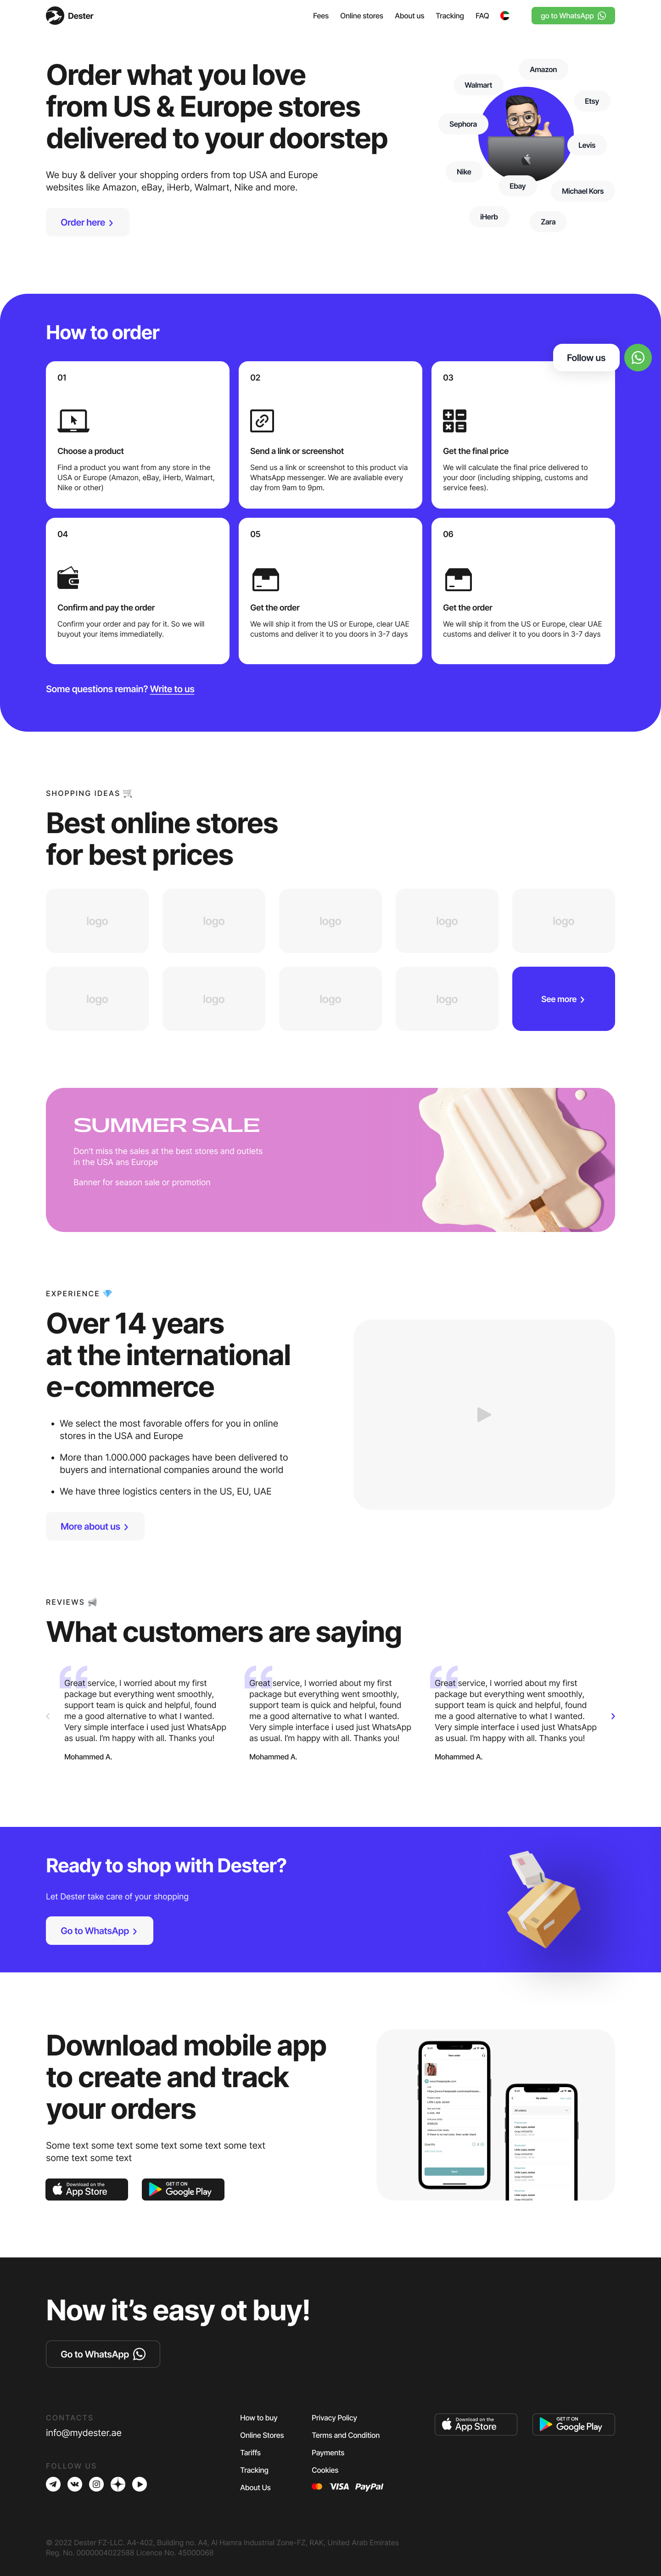 Dester
Fees Online stores About us Tracking FAQ
go to WhatsApp
Order what you love
from US & Europe stores
delivered to your doorstep
We buy & deliver your shopping orders from top USA and Europe
websites like Amazon, eBay, iHerb, Walmart, Nike and more.
Order here
Amazon
Walmart
Etsy
Sephora
Levis
Nike
Ebay
Michael Kors
iHerb
Zara
How to order
Follow us
01
Choose a product
Find a product you want from any store in the
USA or Europe (Amazon, eBay, iHerb, Walmart,
Nike or other)
02
Send a link or screenshot
Send us a link or screenshot to this product via
WhatsApp messenger. We are avaliable every
day from 9am to 9pm.
03
Get the final price
We will calculate the final price delivered to
your door (including shipping, customs and
service fees).
04
Confirm and pay the order
Confirm your order and pay for it. So we will
buyout your items immediatelly.
05
Get the order
We will ship it from the US or Europe, clear UAE
customs and deliver it to you doors in 3-7 days
06
Get the order
We will ship it from the US or Europe, clear UAE
customs and deliver it to you doors in 3-7 days
Some questions remain? Write to us
SHOPPING IDEAS
Best online stores
for best prices
logo logo logo logo logo
logo logo logo logo See more
SUMMER SALE
Don't miss the sales at the best stores and outlets
in the USA ans Europe
Banner for season sale or promotion
EXPERIENCE
Over 14 years
at the international
e-commerce
• We select the most favorable offers for you in online
stores in the USA and Europe
• More than 1.000.000 packages have been delivered to
buyers and international companies around the world
• We have three logistics centers in the US, EU, UAE
More about us
REVIEWS
What customers are saying
Great service, I worried about my first
package but everything went smoothly,
support team is quick and helpful, found
me a good alternative to what I wanted.
Very simple interface i used just WhatsApp
as usual. I'm happy with all. Thanks you!
Mohammed A.
Great service, I worried about my first
package but everything went smoothly,
support team is quick and helpful, found
me a good alternative to what I wanted.
Very simple interface i used just WhatsApp
as usual. I'm happy with all. Thanks you!
Mohammed A.
Great service, I worried about my first
package but everything went smoothly,
support team is quick and helpful, found
me a good alternative to what I wanted.
Very simple interface i used just WhatsApp
as usual. I'm happy with all. Thanks you!
Mohammed A.
Ready to shop with Dester?
Let Dester take care of your shopping
Go to WhatsApp
Download mobile app
to create and track
your orders
Some text some text some text some text some text
some text some text
Download on the
App Store
GET IT ON
Google Play
Now it's easy ot buy!
Go to WhatsApp
CONTACTS
info@mydester.ae
FOLLOW US
How to buy
Online Stores
Tariffs
Tracking
About Us
Privacy Policy
Terms and Condition
Payments
Cookies
VISA PayPal
Download on the
App Store
GET IT ON
Google Play
© 2022 Dester FZ-LLC. A4-402, Building no. A4, Al Hamra Industrial Zone-FZ, RAK, United Arab Emirates
Reg. No. 0000004022588 Licence No. 45000068